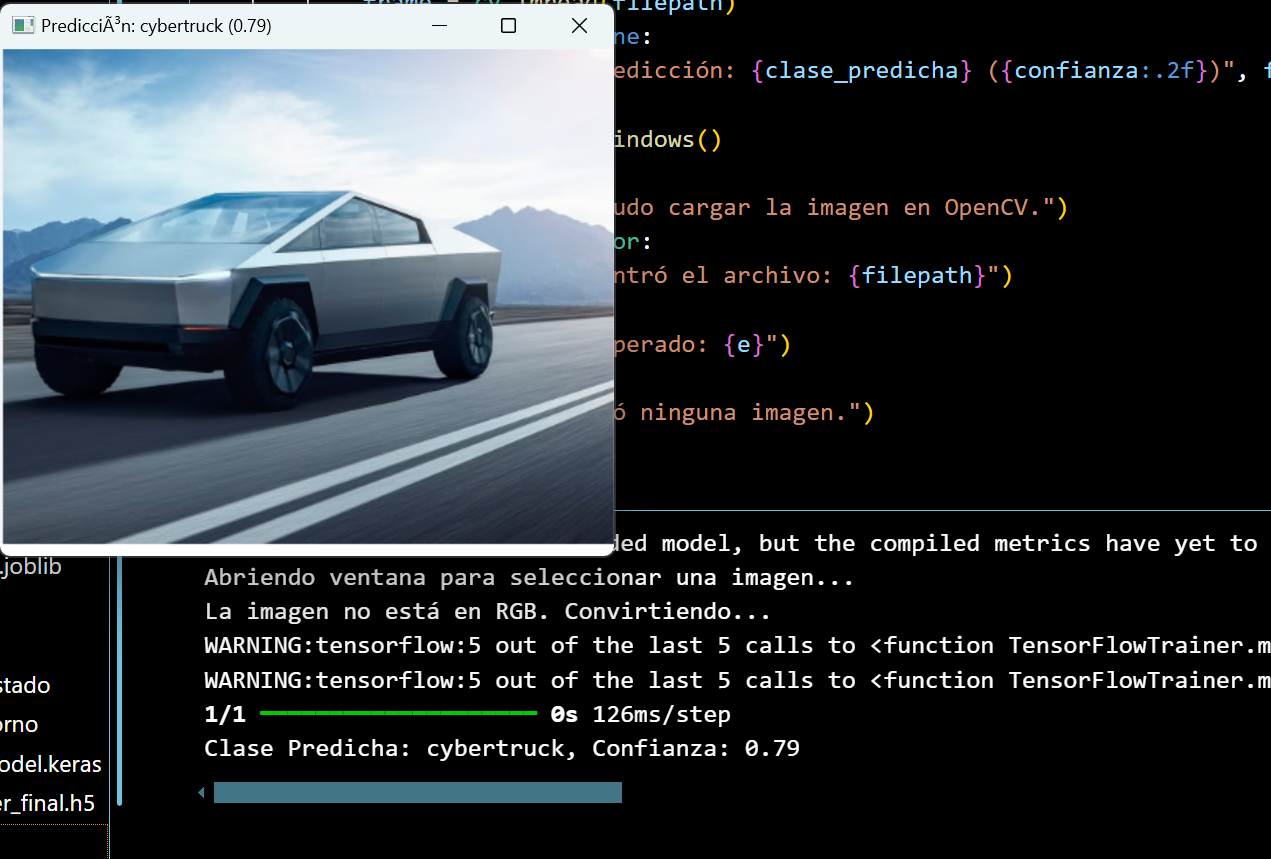 PredicciÃ³n: cybertruck (0.79)
frame = cv.imread(filepath)
ne:
edicción: {clase_predicha} ({confianza:.2f})", f
indows()
udo cargar la imagen en OpenCV.")
or:
ntró el archivo: {filepath}")
perado: {e}")
ó ninguna imagen.")
.joblib
stado
orno
odel.keras
er_final.h5
ded model, but the compiled metrics have yet to
Abriendo ventana para seleccionar una imagen...
La imagen no está en RGB. Convirtiendo...
WARNING:tensorflow:5 out of the last 5 calls to <function TensorFlowTrainer.m
WARNING:tensorflow:5 out of the last 5 calls to <function TensorFlowTrainer.m
1/1 0s 126ms/step
Clase Predicha: cybertruck, Confianza: 0.79